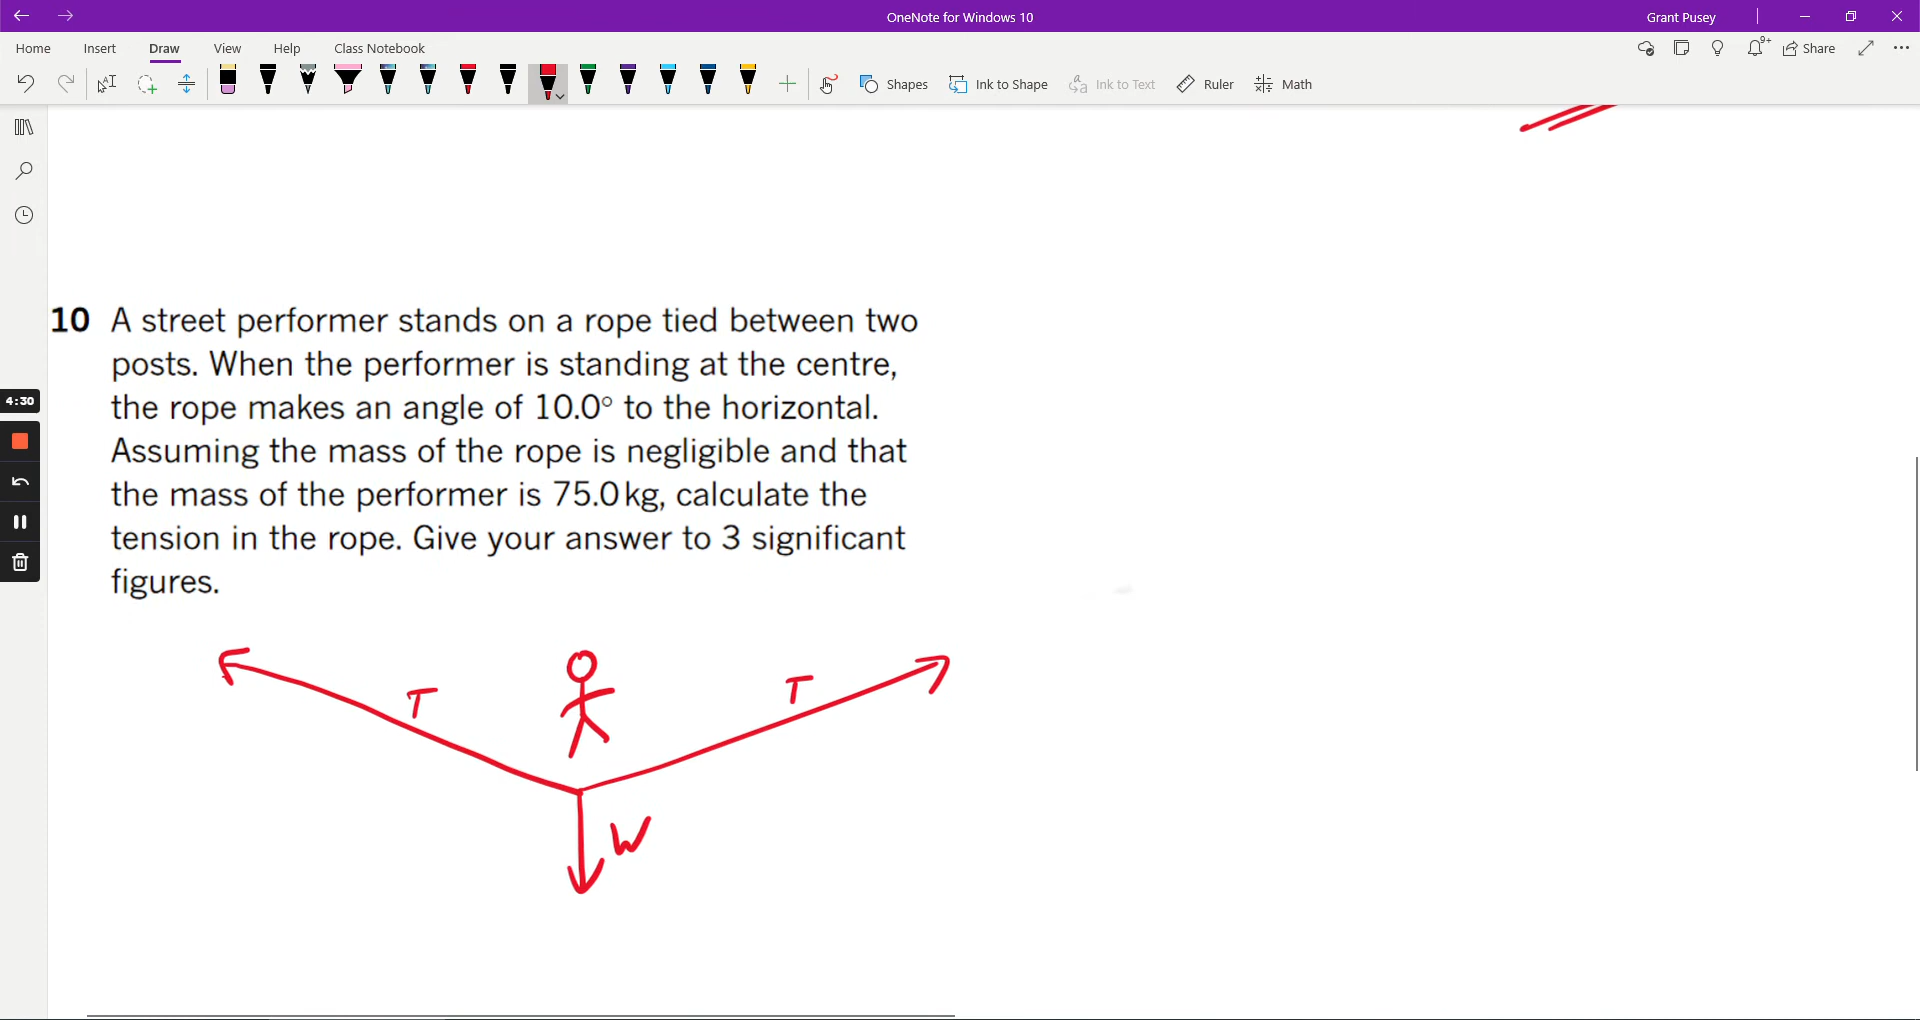 OneNote for Windows 10
Grant Pusey
Home Insert Draw View Help Class Notebook
9+
Share
Shapes
Ink to Shape
Ink to Text
Ruler
Math
10 A street performer stands on a rope tied between two
posts. When the performer is standing at the centre,
the rope makes an angle of 10.0° to the horizontal.
4:30
Assuming the mass of the rope is negligible and that
the mass of the performer is 75.0 kg, calculate the
tension in the rope. Give your answer to 3 significant
figures.
T
T
W